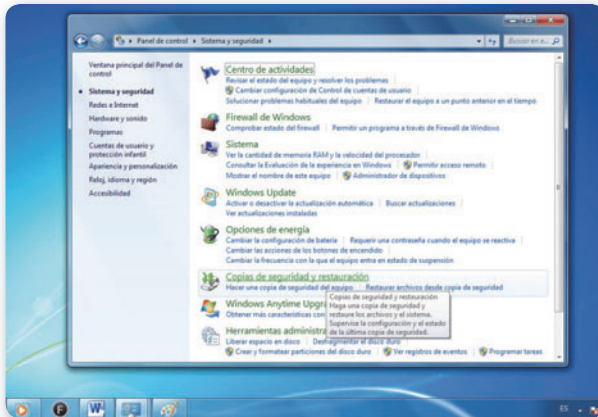 Panel de control ▸ Sistema y seguridad ▸
Buscar en e...
Ventana principal del Panel de
control
Sistema y seguridad
Redes e Internet
Hardware y sonido
Programas
Cuentas de usuario y
protección infantil
Apariencia y personalización
Reloj, idioma y región
Accesibilidad
Centro de actividades
Revisar el estado del equipo y resolver los problemas
Cambiar configuración de Control de cuentas de usuario
Solucionar problemas habituales del equipo
Restaurar el equipo a un punto anterior en el tiempo
Firewall de Windows
Comprobar estado del firewall
Permitir un programa a través de Firewall de Windows
Sistema
Ver la cantidad de memoria RAM y la velocidad del procesador
Consultar la Evaluación de la experiencia en Windows
Permitir acceso remoto
Mostrar el nombre de este equipo
Administrador de dispositivos
Windows Update
Activar o desactivar la actualización automática
Buscar actualizaciones
Ver actualizaciones instaladas
Opciones de energía
Cambiar la configuración de batería
Requerir una contraseña cuando el equipo se reactiva
Cambiar las acciones de los botones de encendido
Cambiar la frecuencia con la que el equipo entra en estado de suspensión
Copias de seguridad y restauración
Hacer una copia de seguridad del equipo
Restaurar archivos desde copia de seguridad
Copias de seguridad y restauración
Haga una copia de seguridad y
restaure los archivos y el sistema.
Supervise la configuración y el estado
de la última copia de seguridad.
Windows Anytime Upgr
Obtener más características con
Herramientas administra
Liberar espacio en disco
Desfragmentar el disco duro
Crear y formatear particiones del disco duro
Ver registros de eventos
Programar tareas
ES